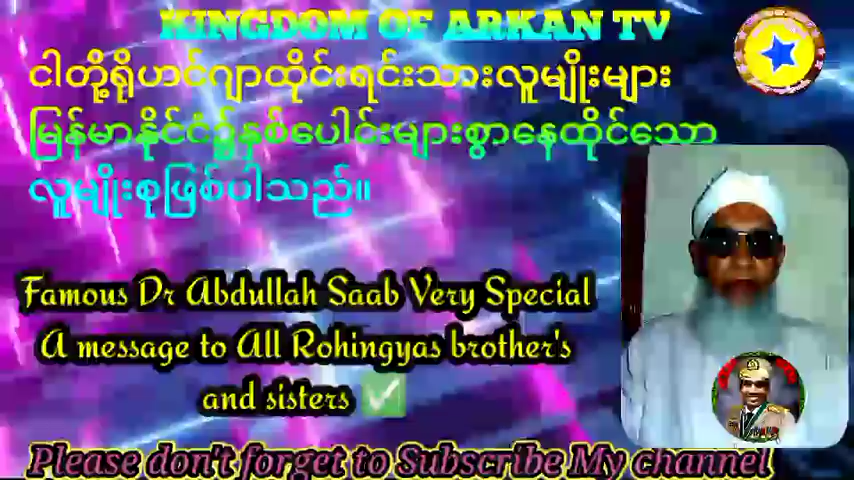 KINGDOM OF ARKAN TV
ငါတို့ရိုဟင်ဂျာထိုင်းရင်းသားလူမျိုးများ
မြန်မာနိုင်ငံ၌နှစ်ပေါင်းများစွာနေထိုင်သော
လူမျိုးစုဖြစ်ပါသည်။
Famous Dr Abdullah Saab Very Special
A message to All Rohingyas brother's
and sisters ✅
Please don't forget to Subscribe My channel